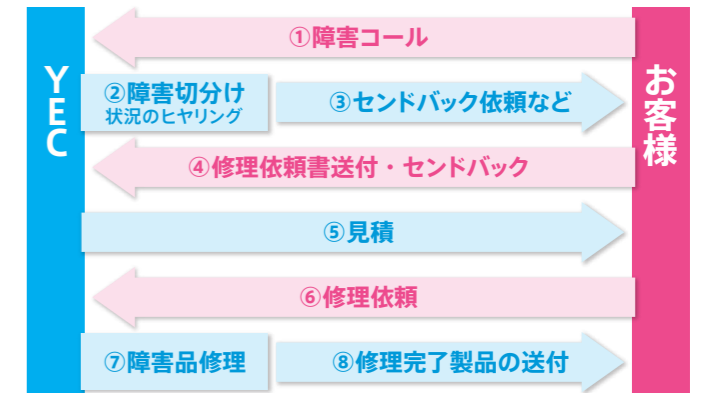 ①障害コール
YEC
お客様
②障害切分け
状況のヒヤリング
③センドバック依頼など
④修理依頼書送付・センドバック
⑤見積
⑥修理依頼
⑦障害品修理
⑧修理完了製品の送付